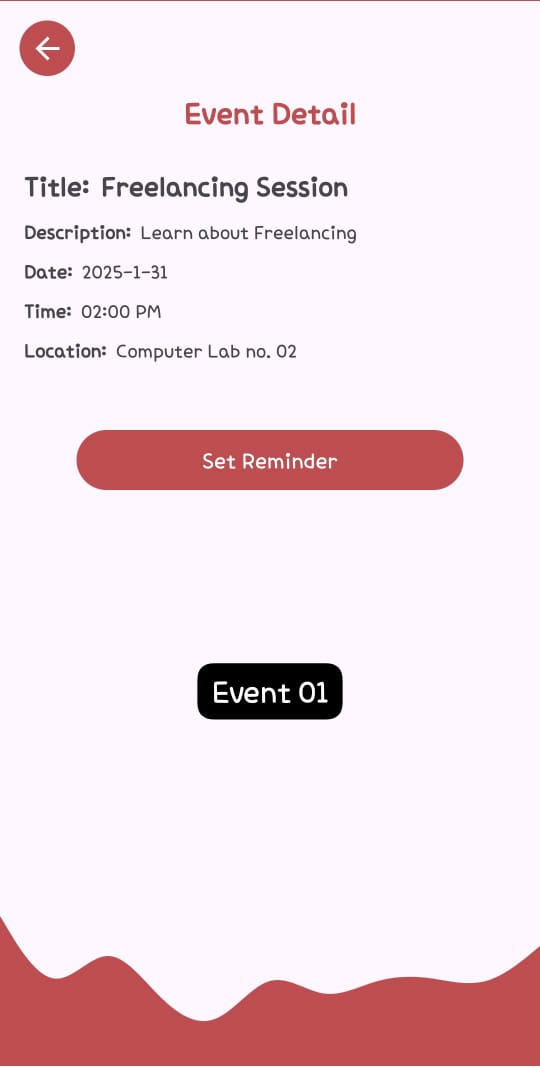 Event Detail
Title: Freelancing Session
Description: Learn about Freelancing
Date: 2025-1-31
Time: 02:00 PM
Location: Computer Lab no. 02
Set Reminder
Event 01